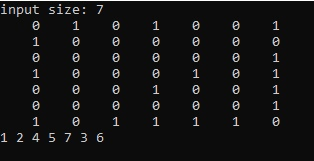 input size: 7
0 1 0 1 0 0 1
1 0 0 0 0 0 0
0 0 0 0 0 0 1
1 0 0 0 1 0 1
0 0 0 1 0 0 1
0 0 0 0 0 0 1
1 0 1 1 1 1 0
1 2 4 5 7 3 6